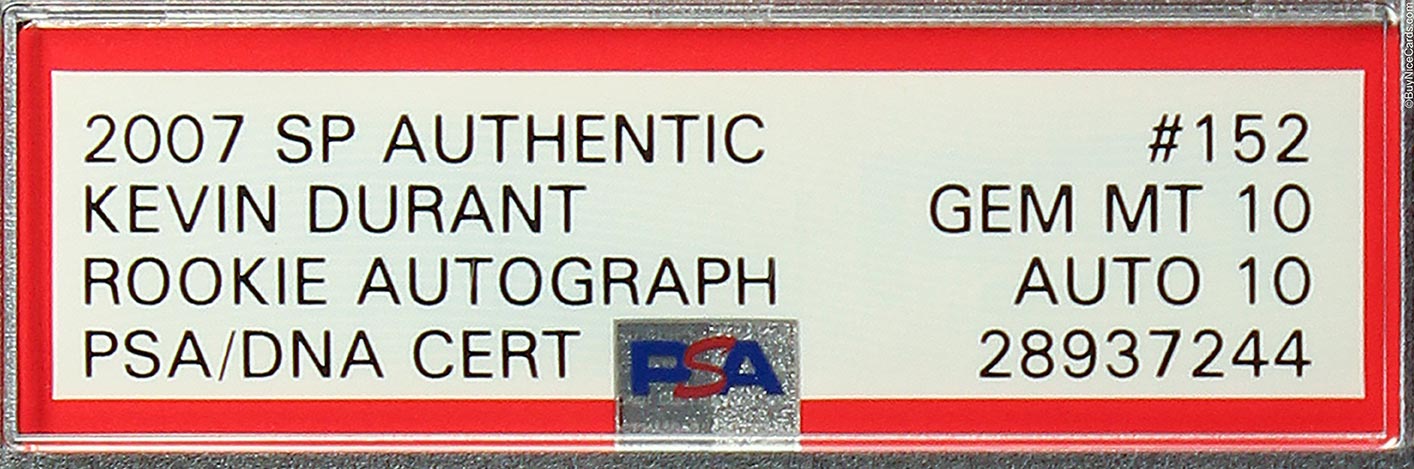 2007 SP AUTHENTIC #152
KEVIN DURANT GEM MT 10
ROOKIE AUTOGRAPH AUTO 10
PSA/DNA CERT 28937244
PSA
©BuyNiceCards.com